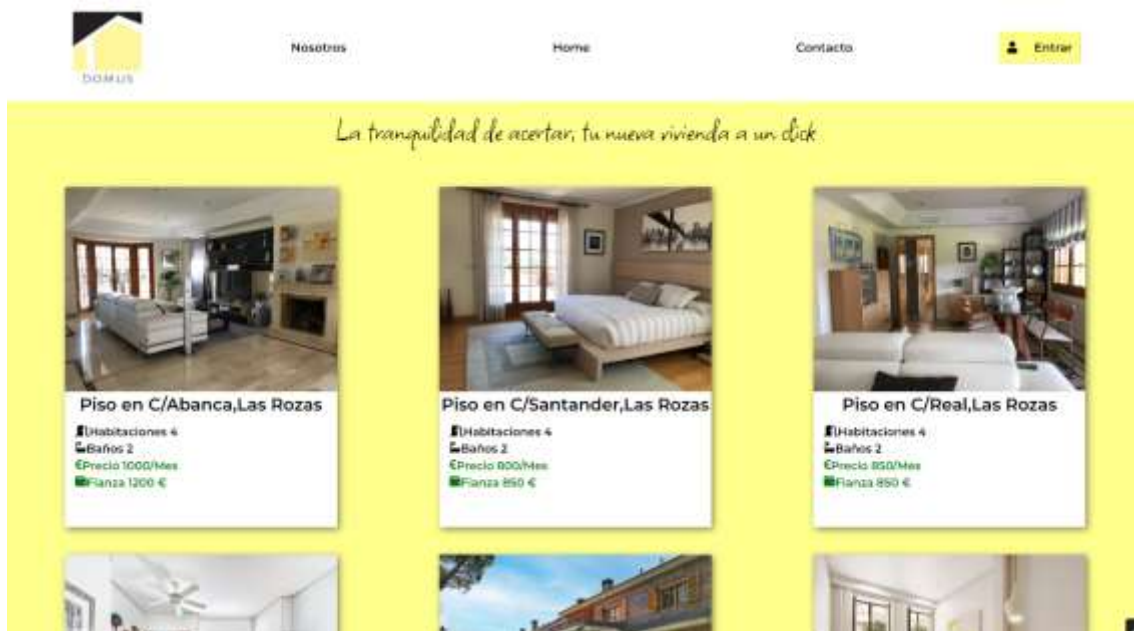 DOMUS
Nosotros
Home
Contacto
Entrar
La tranquilidad de acertar, tu nueva vivienda a un click
Piso en C/Abanca,Las Rozas
Habitaciones 4
Baños 2
€Precio 1000/Mes
Fianza 1200 €
Piso en C/Santander,Las Rozas
Habitaciones 4
Baños 2
€Precio 800/Mes
Fianza 850 €
Piso en C/Real,Las Rozas
Habitaciones 4
Baños 2
€Precio 850/Mes
Fianza 850 €